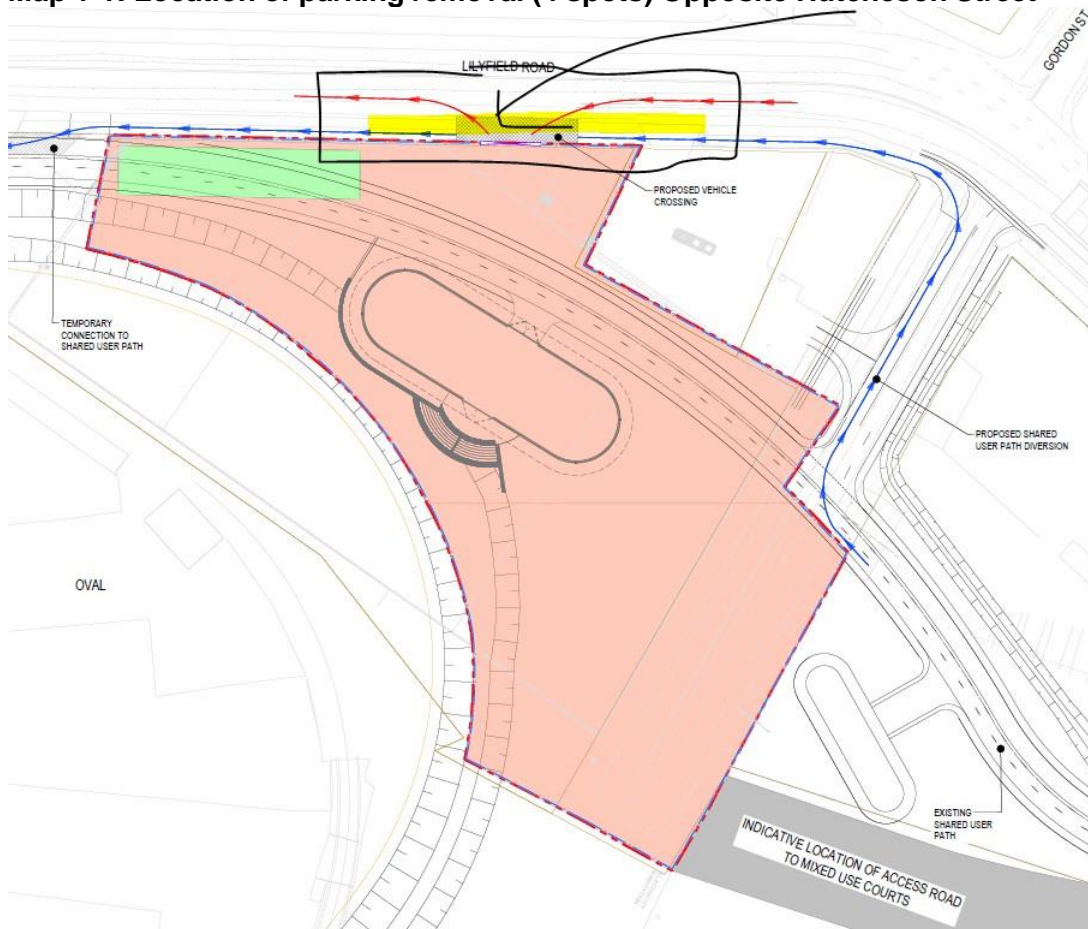 LILYFIELD ROAD
GORDON ST
PROPOSED VEHICLE
CROSSING
TEMPORARY
CONNECTION TO
SHARED USER PATH
PROPOSED SHARED
USER PATH DIVERSION
OVAL
EXISTING
SHARED USER
PATH
INDICATIVE LOCATION OF ACCESS ROAD
TO MIXED USE COURTS